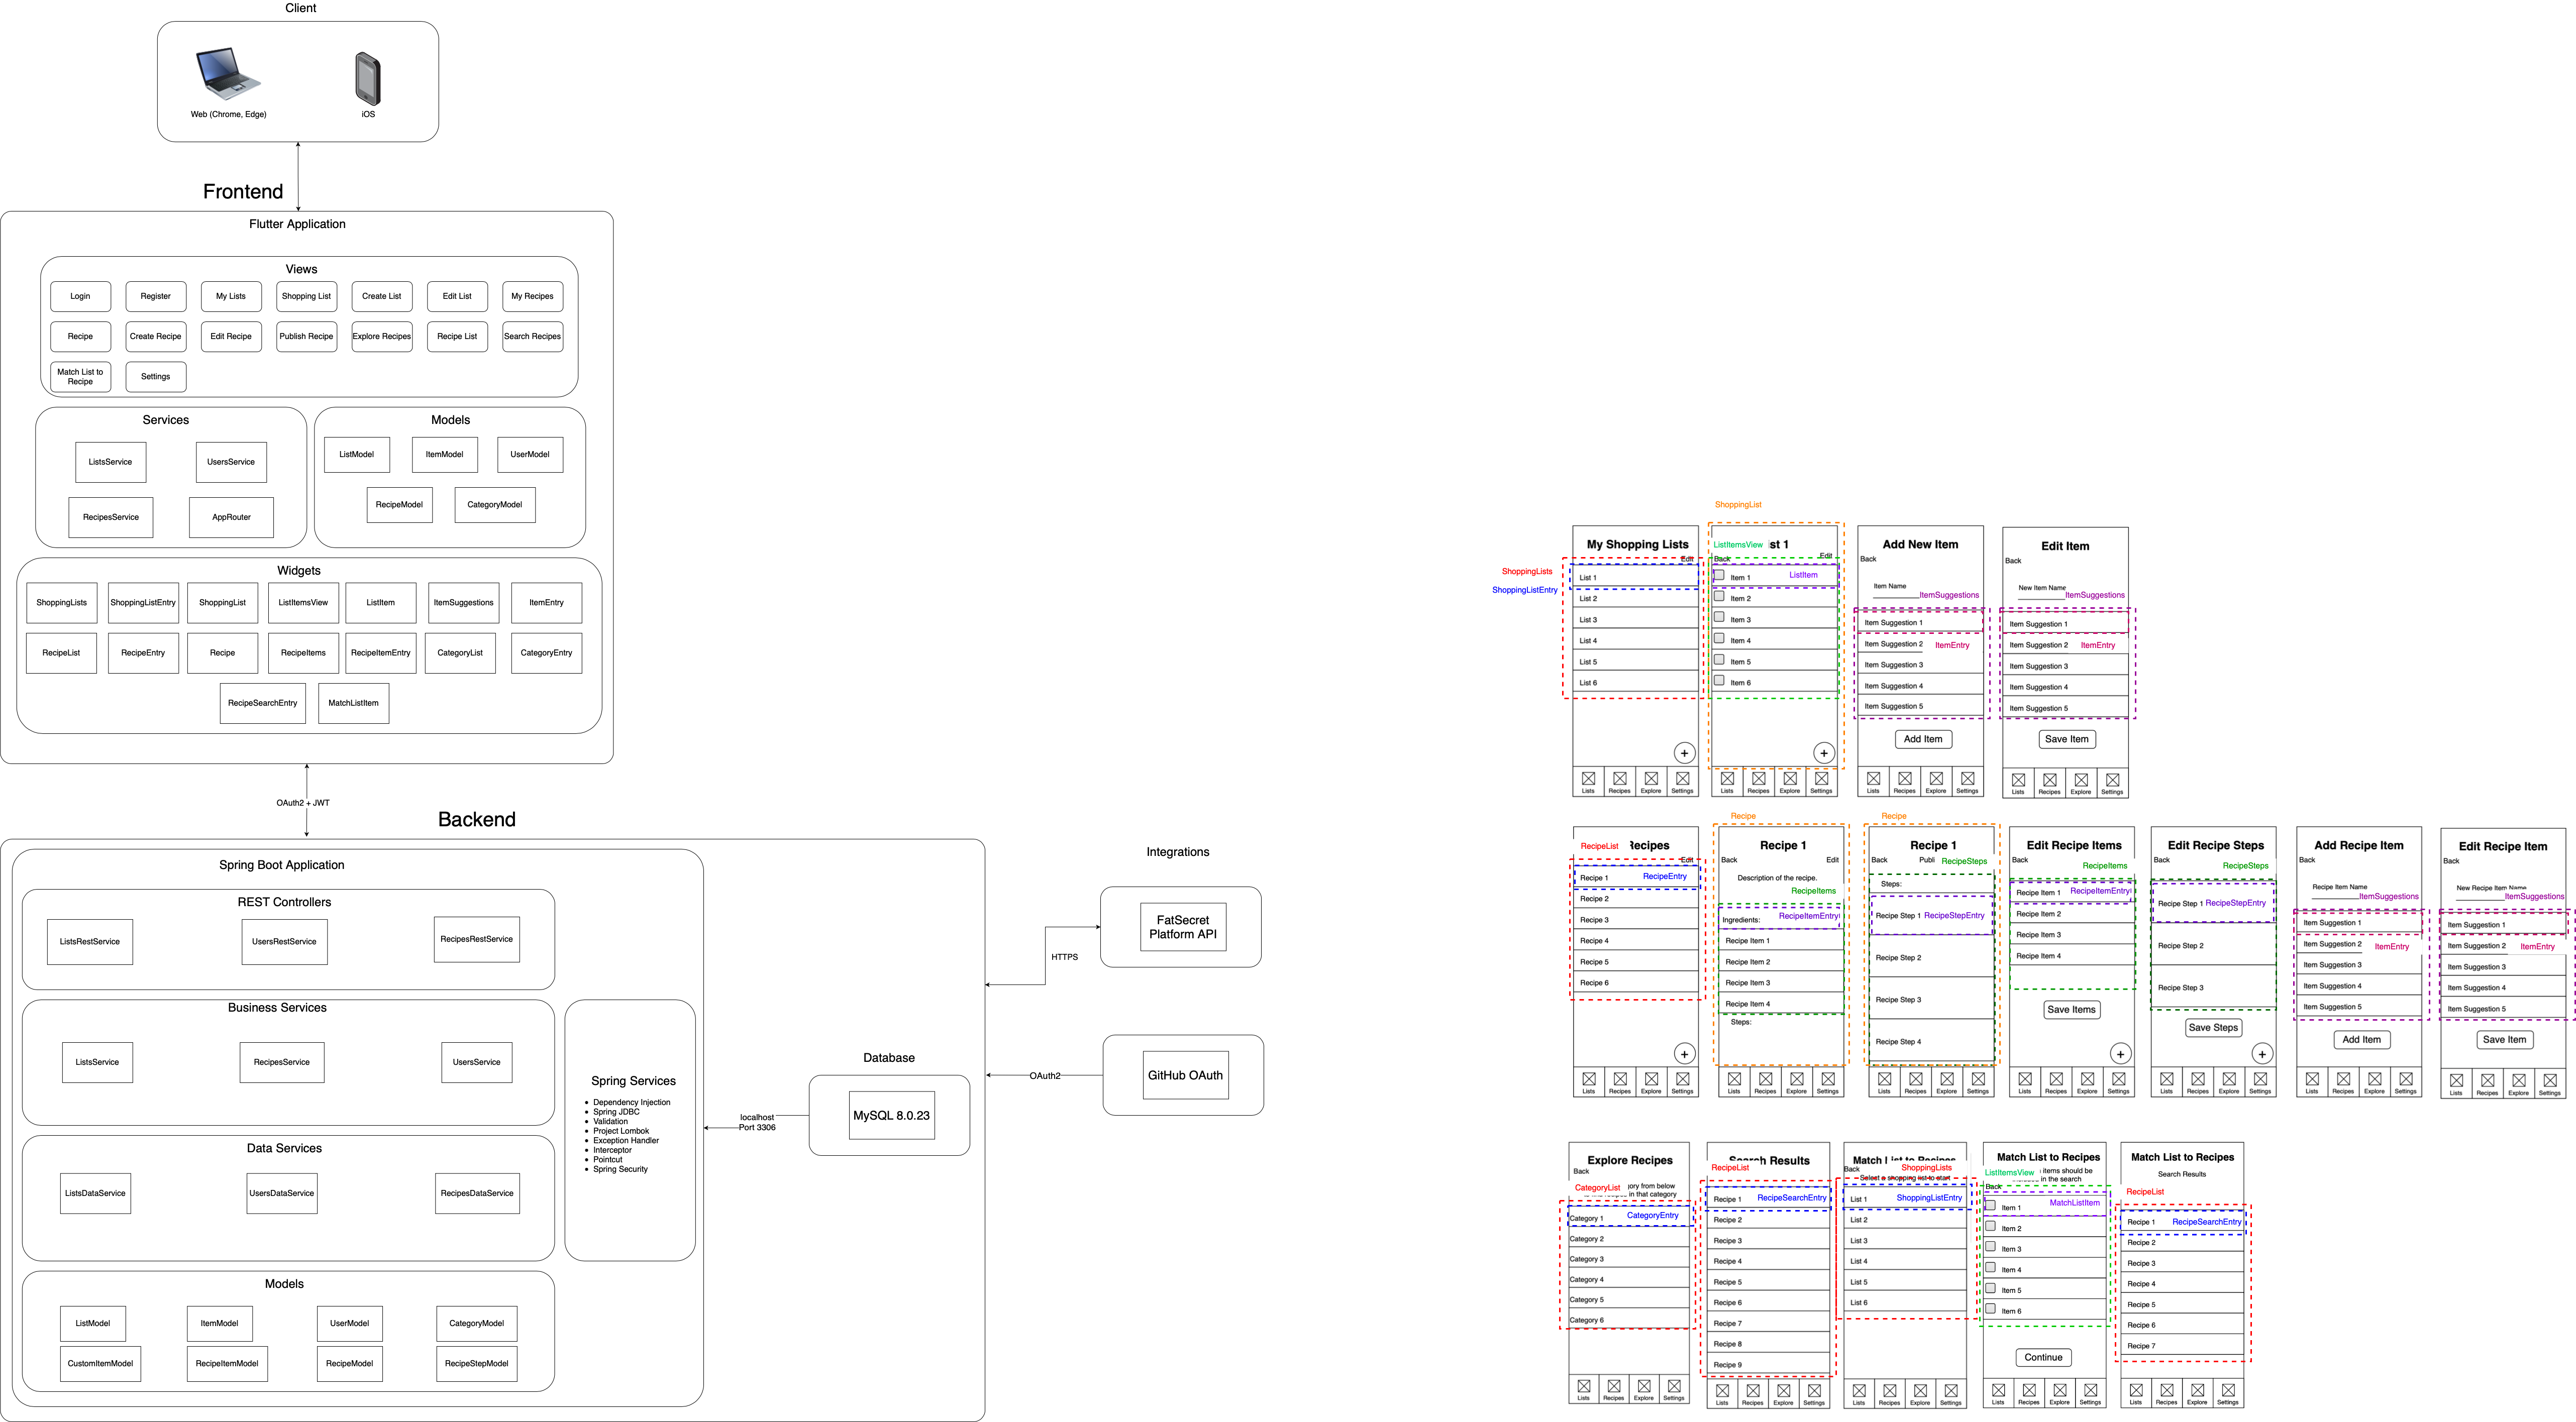 Client
Web (Chrome, Edge)
iOS
Frontend
Flutter Application
Views
Login
Register
My Lists
Shopping List
Create List
Edit List
My Recipes
Recipe
Create Recipe
Edit Recipe
Publish Recipe
Explore Recipes
Recipe List
Search Recipes
Match List to
Recipe
Settings
Services
ListsService
UsersService
RecipesService
AppRouter
Models
ListModel
ItemModel
UserModel
RecipeModel
CategoryModel
Widgets
ShoppingLists
ShoppingListEntry
ShoppingList
ListItemsView
ListItem
ItemSuggestions
ItemEntry
RecipeList
RecipeEntry
Recipe
RecipeItems
RecipeItemEntry
CategoryList
CategoryEntry
RecipeSearchEntry
MatchListItem
OAuth2 + JWT
Backend
Spring Boot Application
REST Controllers
ListsRestService
UsersRestService
RecipesRestService
Business Services
ListsService
RecipesService
UsersService
Data Services
ListsDataService
UsersDataService
RecipesDataService
Models
ListModel
ItemModel
UserModel
CategoryModel
CustomItemModel
RecipeItemModel
RecipeModel
RecipeStepModel
Spring Services
• Dependency Injection
• Spring JDBC
• Validation
• Project Lombok
• Exception Handler
• Interceptor
• Pointcut
• Spring Security
localhost
Port 3306
Database
MySQL 8.0.23
Integrations
HTTPS
FatSecret
Platform API
OAuth2
GitHub OAuth
ShoppingLists
ShoppingListEntry
My Shopping Lists
Edit
List 1
List 2
List 3
List 4
List 5
List 6
+
Lists
Recipes
Explore
Settings
ShoppingList
ListItemsView
st 1
Back
Edit
Item 1
ListItem
Item 2
Item 3
Item 4
Item 5
Item 6
+
Lists
Recipes
Explore
Settings
Add New Item
Back
Item Name
ItemSuggestions
Item Suggestion 1
Item Suggestion 2
ItemEntry
Item Suggestion 3
Item Suggestion 4
Item Suggestion 5
Add Item
Lists
Recipes
Explore
Settings
Edit Item
Back
New Item Name
ItemSuggestions
Item Suggestion 1
Item Suggestion 2
ItemEntry
Item Suggestion 3
Item Suggestion 4
Item Suggestion 5
Save Item
Lists
Recipes
Explore
Settings
RecipeList
Recipes
Edit
Recipe 1
RecipeEntry
Recipe 2
Recipe 3
Recipe 4
Recipe 5
Recipe 6
+
Lists
Recipes
Explore
Settings
Recipe
Recipe 1
Back
Edit
Description of the recipe.
RecipeItems
Ingredients:
RecipeItemEntry
Recipe Item 1
Recipe Item 2
Recipe Item 3
Recipe Item 4
Steps:
Lists
Recipes
Explore
Settings
Recipe
Recipe 1
Back
Publi
RecipeSteps
Steps:
Recipe Step 1
RecipeStepEntry
Recipe Step 2
Recipe Step 3
Recipe Step 4
Lists
Recipes
Explore
Settings
Edit Recipe Items
Back
RecipeItems
Recipe Item 1
RecipeItemEntry
Recipe Item 2
Recipe Item 3
Recipe Item 4
Save Items
+
Lists
Recipes
Explore
Settings
Edit Recipe Steps
Back
RecipeSteps
Recipe Step 1
RecipeStepEntry
Recipe Step 2
Recipe Step 3
Save Steps
+
Lists
Recipes
Explore
Settings
Add Recipe Item
Back
Recipe Item Name
ItemSuggestions
Item Suggestion 1
Item Suggestion 2
ItemEntry
Item Suggestion 3
Item Suggestion 4
Item Suggestion 5
Add Item
Lists
Recipes
Explore
Settings
Edit Recipe Item
Back
New Recipe Item Name
ItemSuggestions
Item Suggestion 1
Item Suggestion 2
ItemEntry
Item Suggestion 3
Item Suggestion 4
Item Suggestion 5
Save Item
Lists
Recipes
Explore
Settings
Explore Recipes
Back
CategoryList
ory from below
in that category
Category 1
CategoryEntry
Category 2
Category 3
Category 4
Category 5
Category 6
Lists
Recipes
Explore
Settings
Search Results
RecipeList
Recipe 1
RecipeSearchEntry
Recipe 2
Recipe 3
Recipe 4
Recipe 5
Recipe 6
Recipe 7
Recipe 8
Recipe 9
Lists
Recipes
Explore
Settings
Match List to Recipes
Back
ShoppingLists
Select a shopping list to start
List 1
ShoppingListEntry
List 2
List 3
List 4
List 5
List 6
Lists
Recipes
Explore
Settings
Match List to Recipes
ListItemsView
items should be
in the search
Back
Item 1
MatchListItem
Item 2
Item 3
Item 4
Item 5
Item 6
Continue
Lists
Recipes
Explore
Settings
Match List to Recipes
Search Results
RecipeList
Recipe 1
RecipeSearchEntry
Recipe 2
Recipe 3
Recipe 4
Recipe 5
Recipe 6
Recipe 7
Lists
Recipes
Explore
Settings